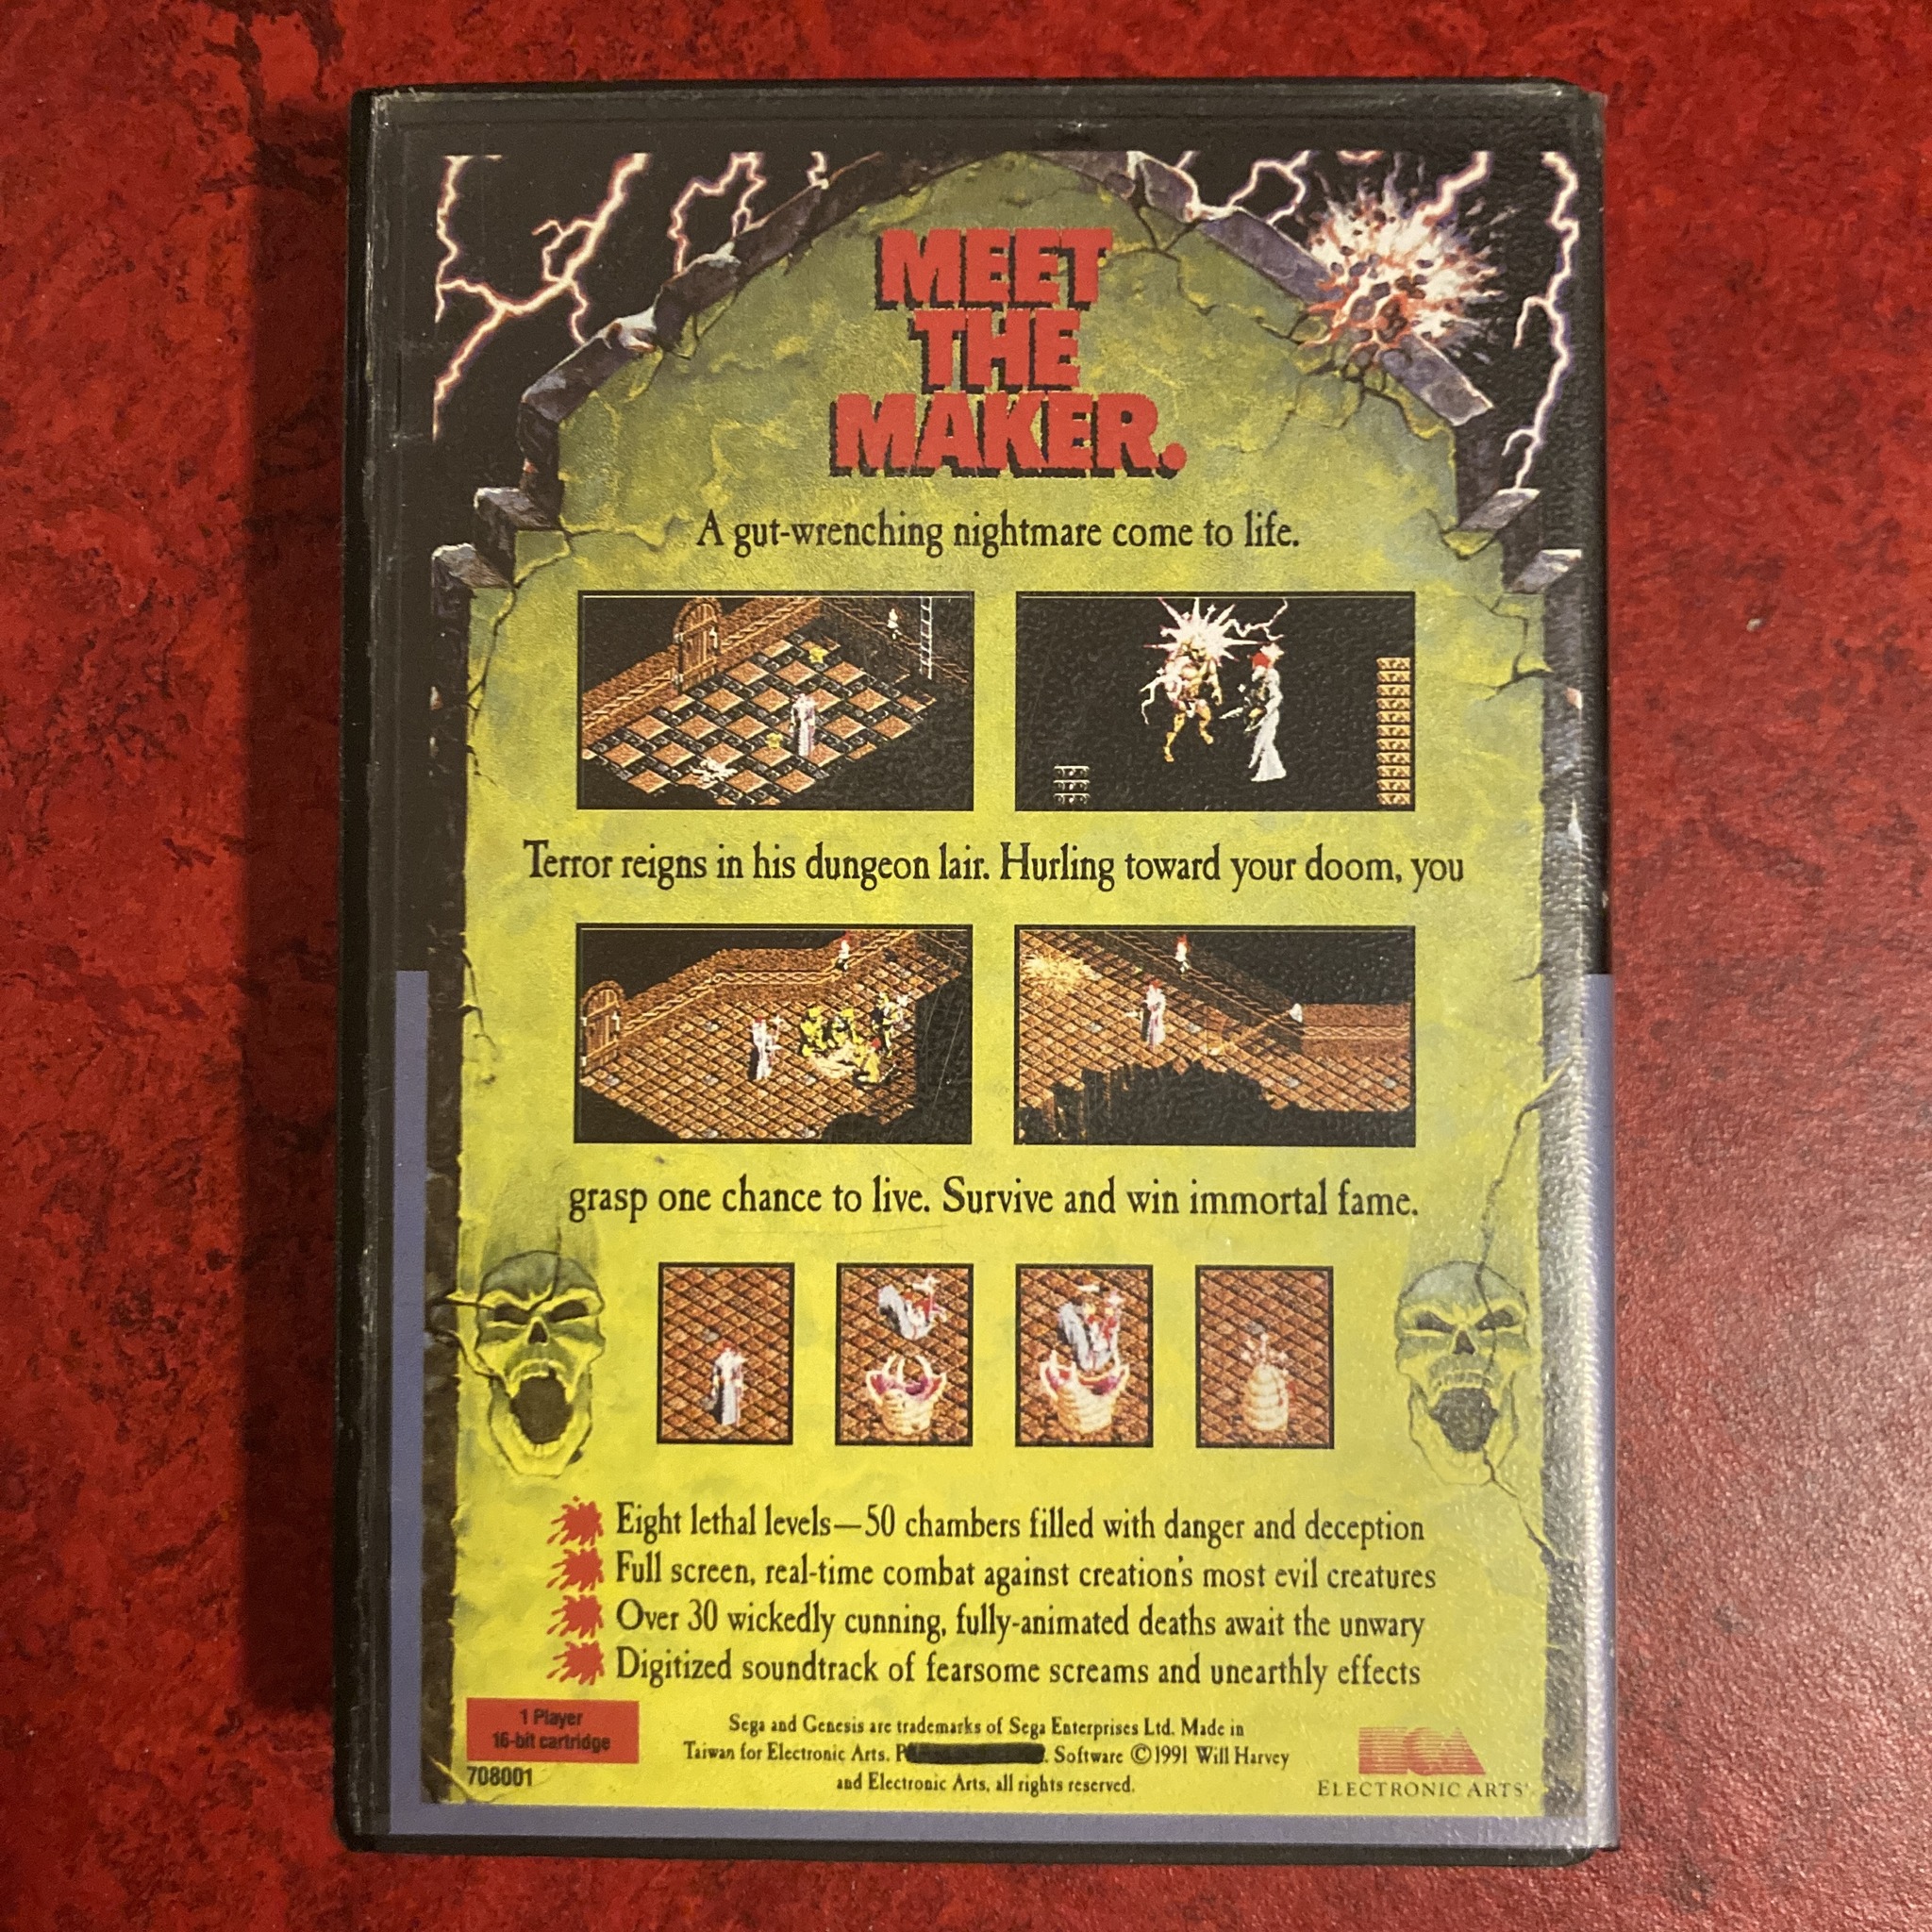 MEET
THE
MAKER.
A gut-wrenching nightmare come to life.
Terror reigns in his dungeon lair. Hurling toward your doom, you
grasp one chance to live. Survive and win immortal fame.
Eight lethal levels—50 chambers filled with danger and deception
Full screen, real-time combat against creation's most evil creatures
Over 30 wickedly cunning, fully-animated deaths await the unwary
Digitized soundtrack of fearsome screams and unearthly effects
1 Player
16-bit cartridge
708001
Sega and Genesis are trademarks of Sega Enterprises Ltd. Made in
Taiwan for Electronic Arts. P . Software ©1991 Will Harvey
and Electronic Arts, all rights reserved.
ELECTRONIC ARTS®